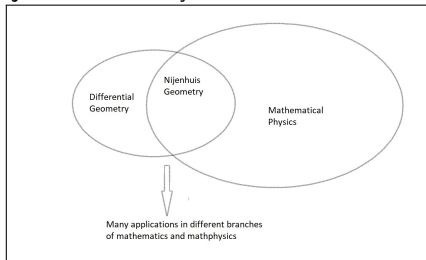 Nijenhuis
Geometry
Differential
Geometry
Mathematical
Physics
Many applications in different branches
of mathematics and mathphysics